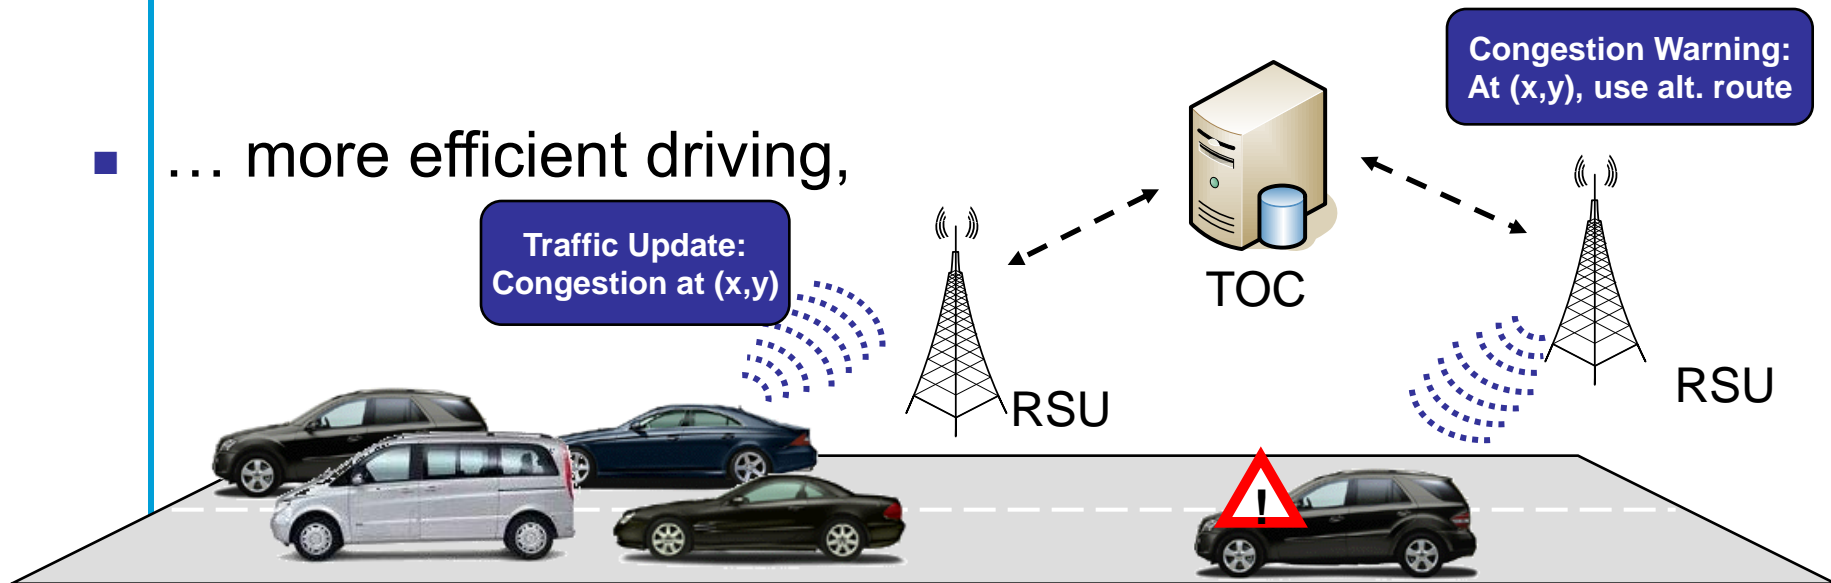 Congestion Warning:
At (x,y), use alt. route
■ … more efficient driving,
Traffic Update:
Congestion at (x,y)
TOC
RSU
RSU
!